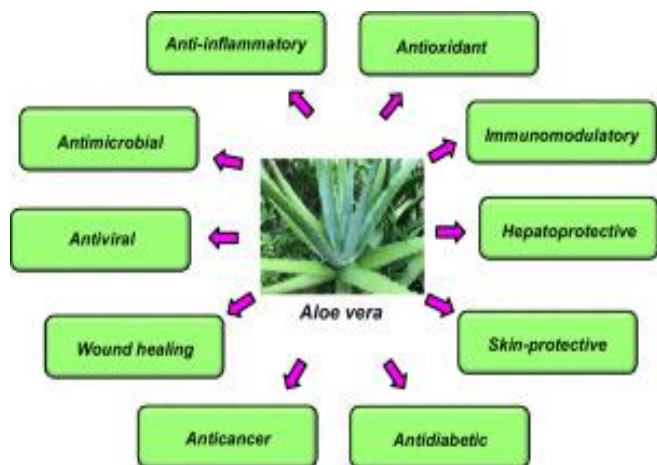 Anti-inflammatory
Antioxidant
Antimicrobial
Immunomodulatory
Antiviral
Hepatoprotective
Aloe vera
Wound healing
Skin-protective
Anticancer
Antidiabetic